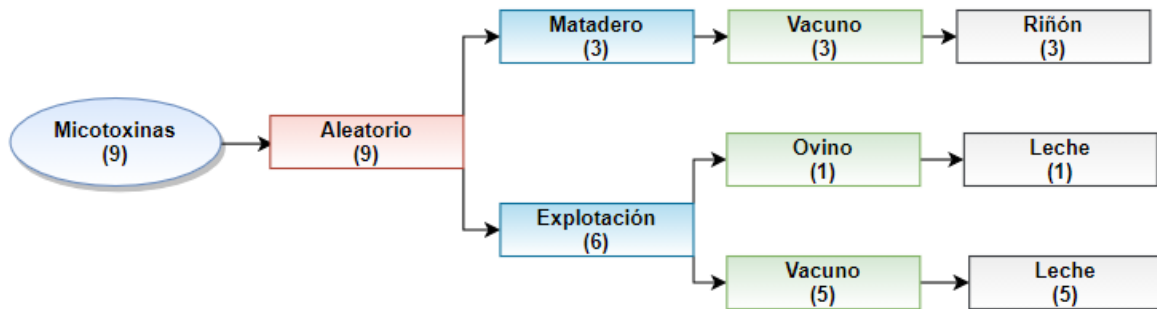 Micotoxinas
(9)
Aleatorio
(9)
Matadero
(3)
Vacuno
(3)
Riñón
(3)
Explotación
(6)
Ovino
(1)
Leche
(1)
Vacuno
(5)
Leche
(5)